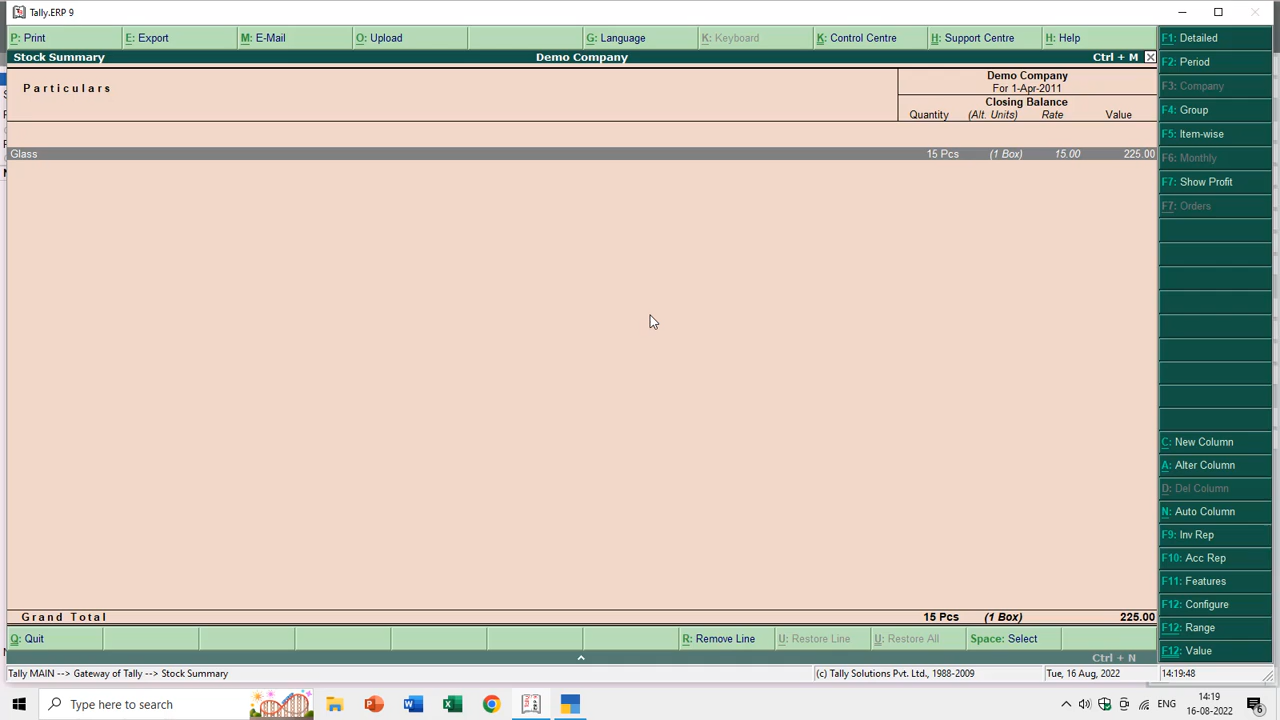 Tally.ERP 9
P: Print E: Export M: E-Mail O: Upload G: Language K: Keyboard K: Control Centre H: Support Centre H: Help
Stock Summary Demo Company Ctrl + M
Particulars
Demo Company
For 1-Apr-2011
Closing Balance
Quantity (Alt. Units) Rate Value
Glass 15 Pcs (1 Box) 15.00 225.00
Grand Total 15 Pcs (1 Box) 225.00
F1: Detailed
F2: Period
F3: Company
F4: Group
F5: Item-wise
F6: Monthly
F7: Show Profit
F7: Orders
C: New Column
A: Alter Column
D: Del Column
N: Auto Column
F9: Inv Rep
F10: Acc Rep
F11: Features
F12: Configure
F12: Range
F12: Value
Q: Quit R: Remove Line U: Restore Line U: Restore All Space: Select
Ctrl + N
Tally MAIN --> Gateway of Tally --> Stock Summary (c) Tally Solutions Pvt. Ltd., 1988-2009 Tue, 16 Aug, 2022 14:19:48
Type here to search
ENG
14:19
16-08-2022
6